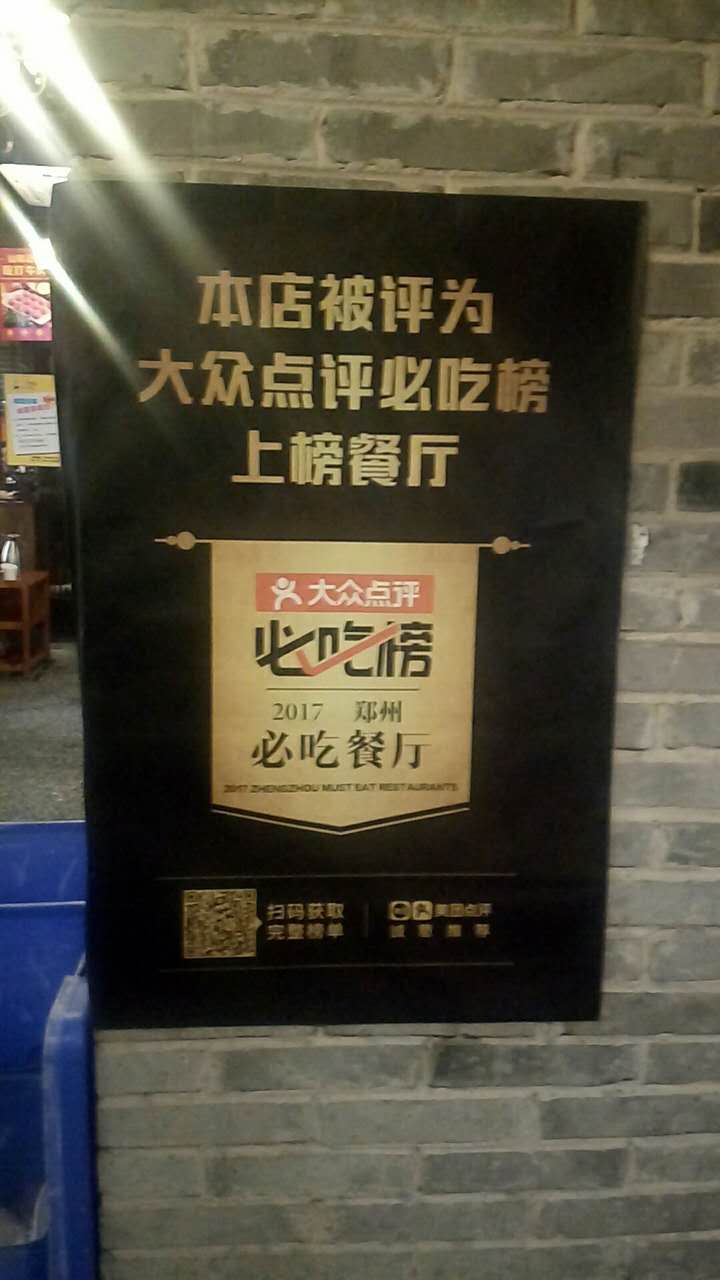 本店被评为
大众点评必吃榜
上榜餐厅
大众点评
必吃榜
2017 郑州
必吃餐厅
2017 ZHENGZHOU MUST EAT RESTAURANTS
扫码获取
完整榜单
美团点评
诚意推荐